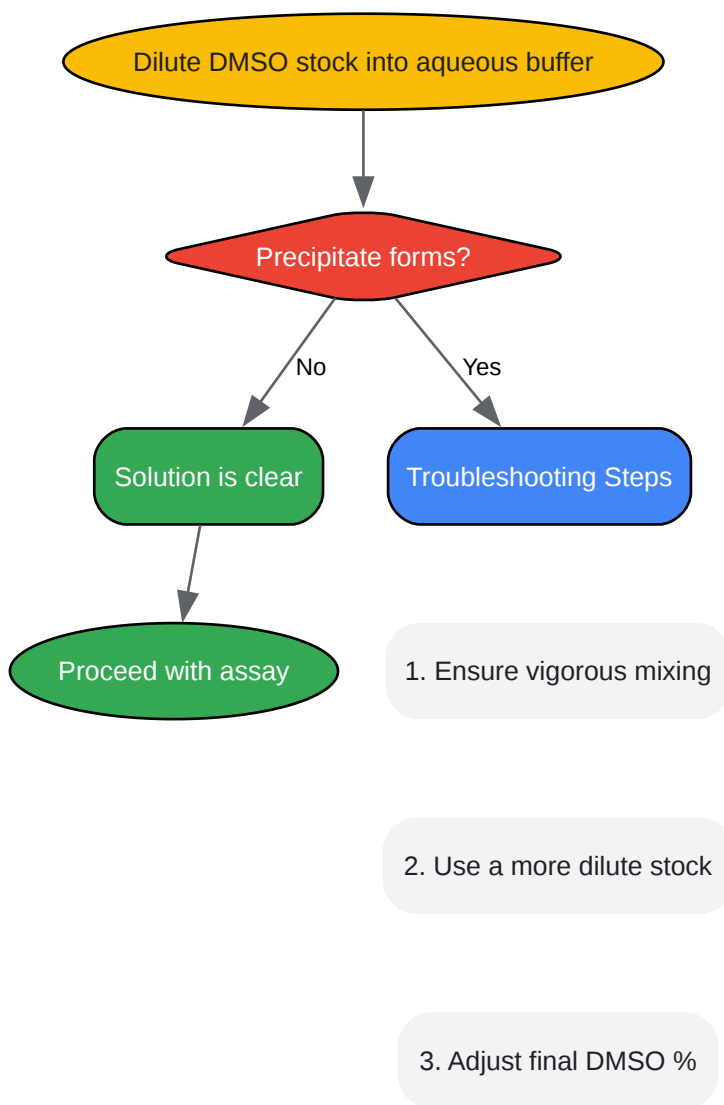 Dilute DMSO stock into aqueous buffer
Precipitate forms?
No
Yes
Solution is clear
Troubleshooting Steps
Proceed with assay
1. Ensure vigorous mixing
2. Use a more dilute stock
3. Adjust final DMSO %